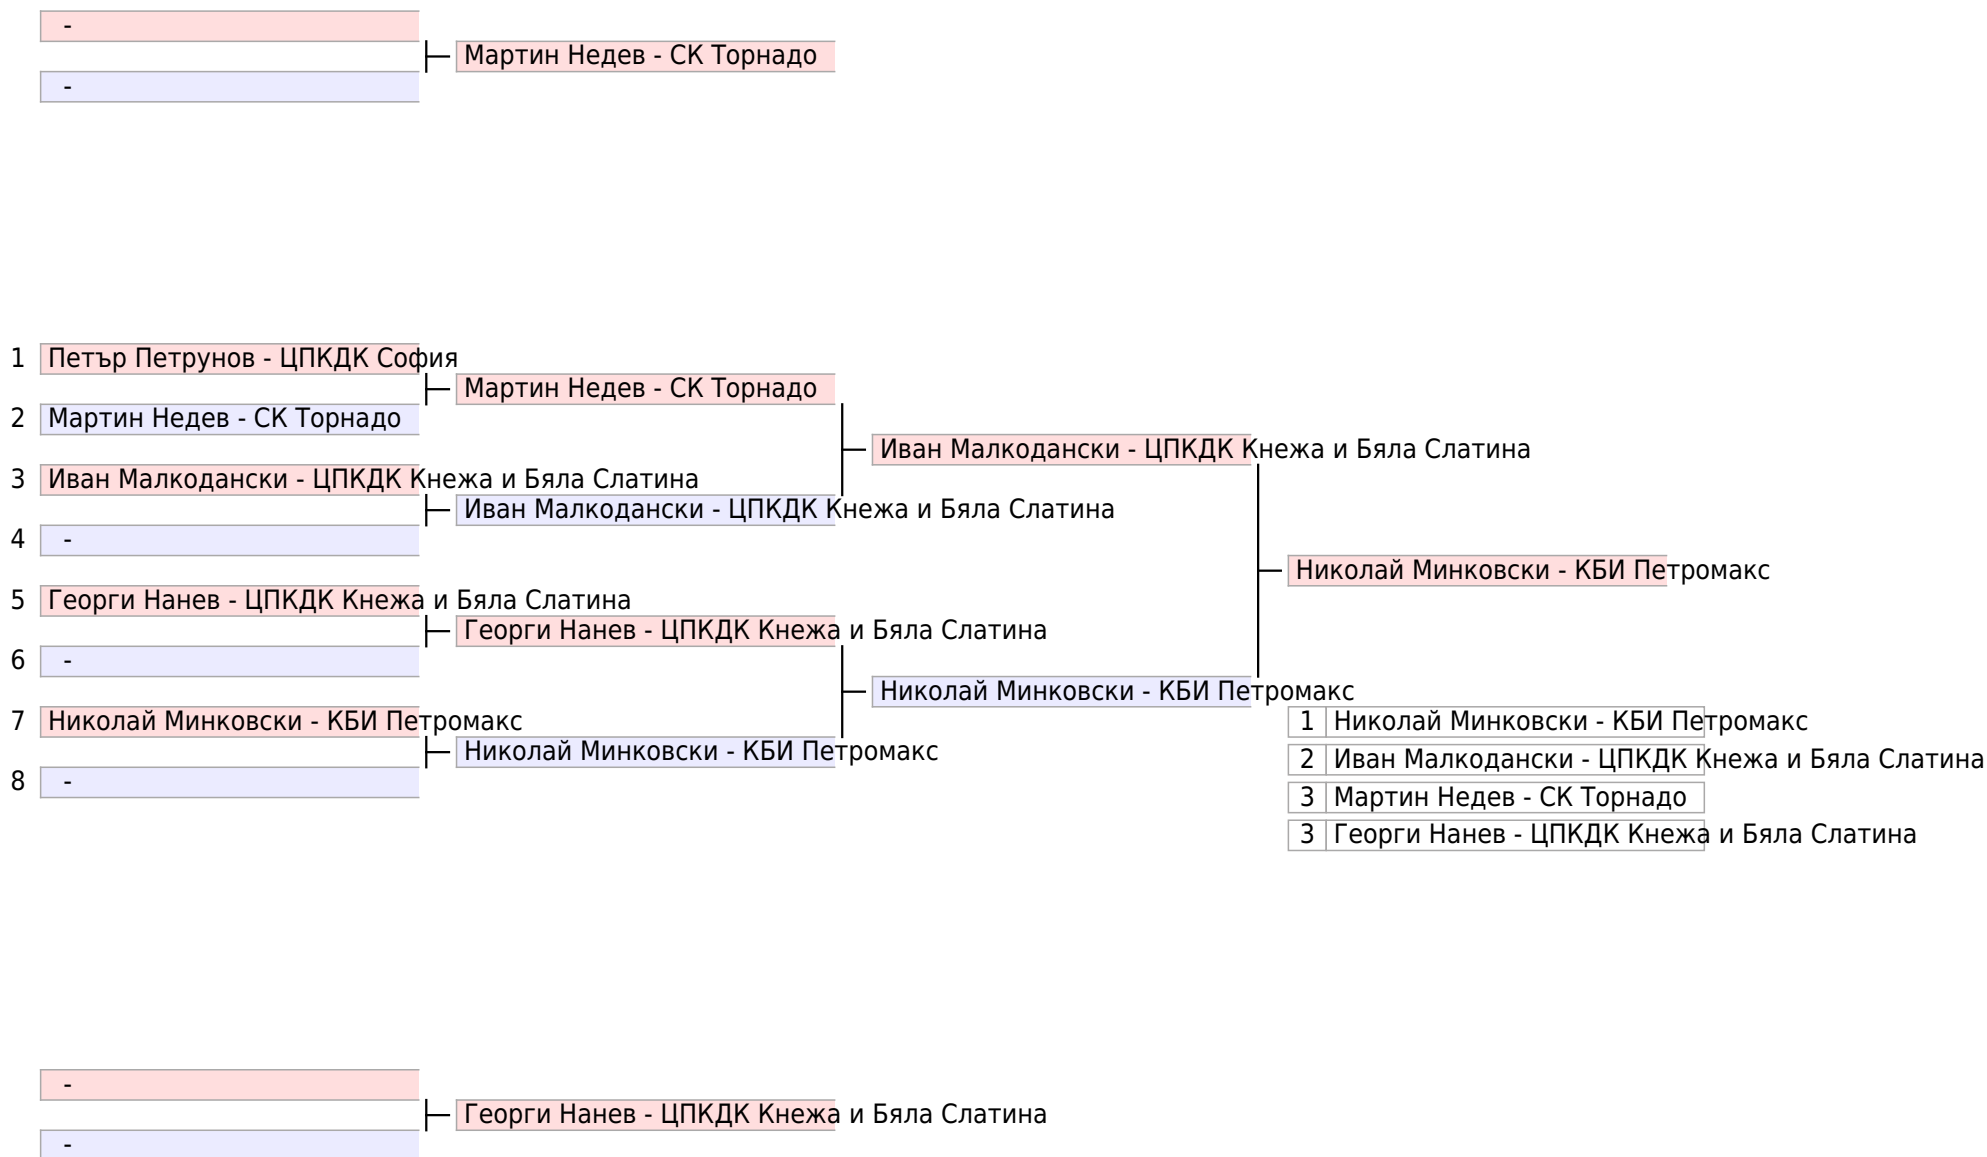 -
Мартин Недев - СК Торнадо
-
1 Петър Петрунов - ЦПКДК София
Мартин Недев - СК Торнадо
2 Мартин Недев - СК Торнадо
Иван Малкодански - ЦПКДК Кнежа и Бяла Слатина
3 Иван Малкодански - ЦПКДК Кнежа и Бяла Слатина
Иван Малкодански - ЦПКДК Кнежа и Бяла Слатина
4 -
Николай Минковски - КБИ Петромакс
5 Георги Нанев - ЦПКДК Кнежа и Бяла Слатина
Георги Нанев - ЦПКДК Кнежа и Бяла Слатина
6 -
Николай Минковски - КБИ Петромакс
7 Николай Минковски - КБИ Петромакс
Николай Минковски - КБИ Петромакс
8 -
1 Николай Минковски - КБИ Петромакс
2 Иван Малкодански - ЦПКДК Кнежа и Бяла Слатина
3 Мартин Недев - СК Торнадо
3 Георги Нанев - ЦПКДК Кнежа и Бяла Слатина
-
Георги Нанев - ЦПКДК Кнежа и Бяла Слатина
-